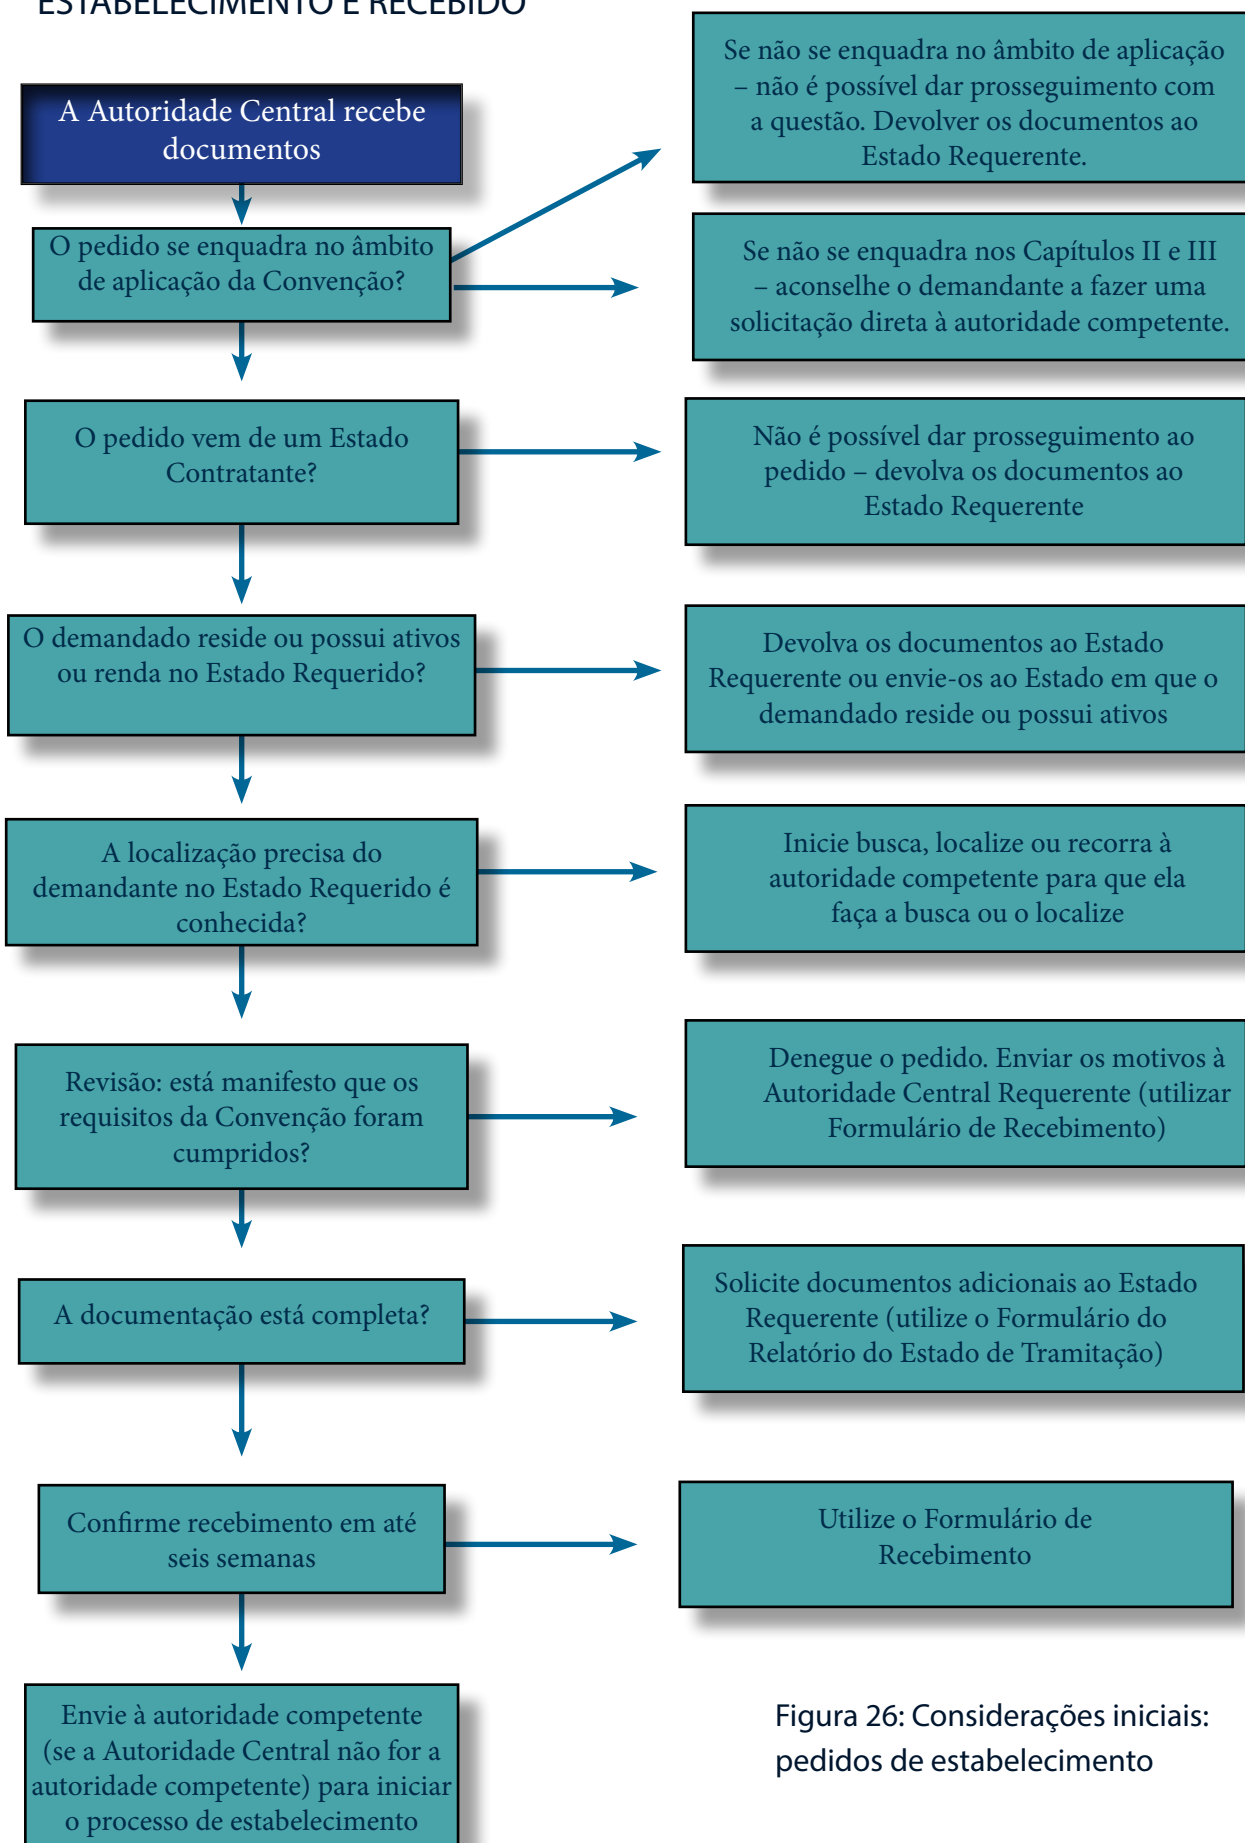 ESTABELECIMENTO É RECEBIDO
A Autoridade Central recebe
documentos
Se não se enquadra no âmbito de aplicação
– não é possível dar prosseguimento com
a questão. Devolver os documentos ao
Estado Requerente.
O pedido se enquadra no âmbito
de aplicação da Convenção?
Se não se enquadra nos Capítulos II e III
– aconselhe o demandante a fazer uma
solicitação direta à autoridade competente.
O pedido vem de um Estado
Contratante?
Não é possível dar prosseguimento ao
pedido – devolva os documentos ao
Estado Requerente
O demandado reside ou possui ativos
ou renda no Estado Requerido?
Devolva os documentos ao Estado
Requerente ou envie-os ao Estado em que o
demandado reside ou possui ativos
A localização precisa do
demandante no Estado Requerido é
conhecida?
Inicie busca, localize ou recorra à
autoridade competente para que ela
faça a busca ou o localize
Revisão: está manifesto que os
requisitos da Convenção foram
cumpridos?
Denegue o pedido. Enviar os motivos à
Autoridade Central Requerente (utilizar
Formulário de Recebimento)
A documentação está completa?
Solicite documentos adicionais ao Estado
Requerente (utilize o Formulário do
Relatório do Estado de Tramitação)
Confirme recebimento em até
seis semanas
Utilize o Formulário de
Recebimento
Envie à autoridade competente
(se a Autoridade Central não for a
autoridade competente) para iniciar
o processo de estabelecimento
Figura 26: Considerações iniciais:
pedidos de estabelecimento